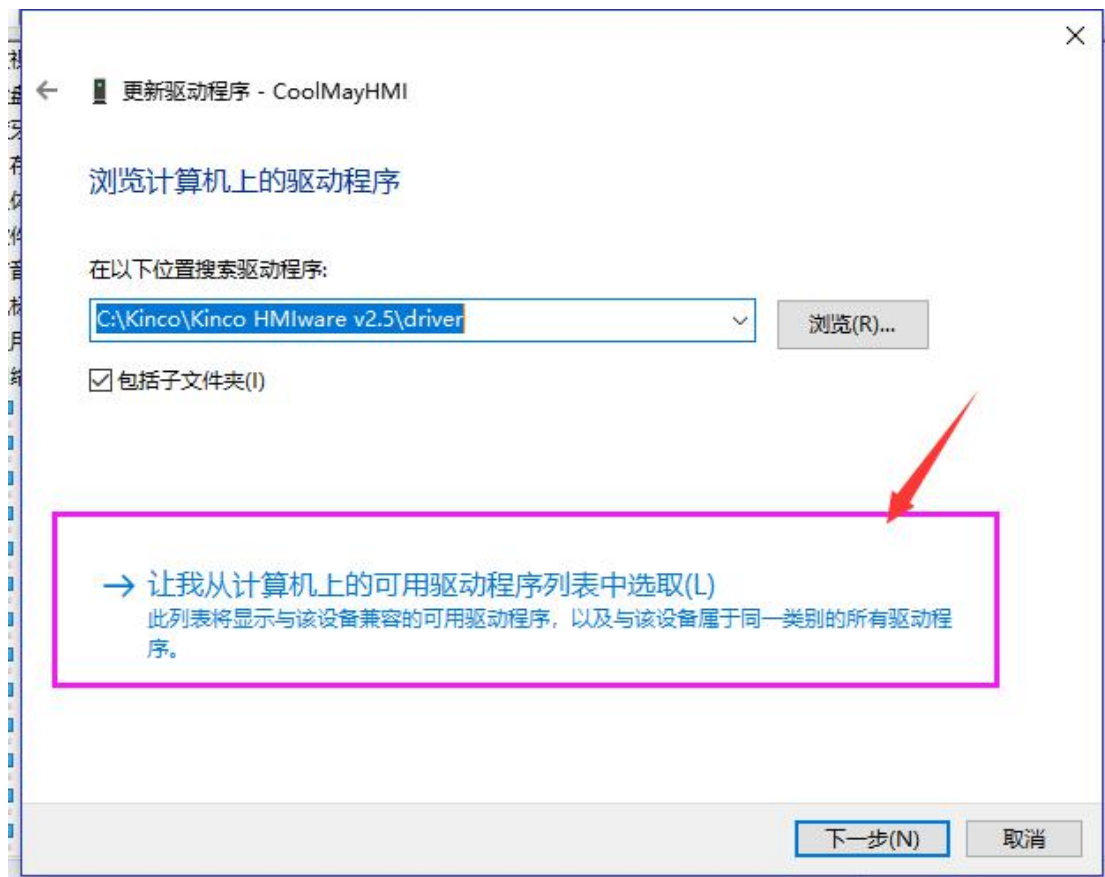 更新驱动程序 - CoolMayHMI
浏览计算机上的驱动程序
在以下位置搜索驱动程序:
C:\Kinco\Kinco HMIware v2.5\driver
浏览(R)...
包括子文件夹(I)
→ 让我从计算机上的可用驱动程序列表中选取(L)
此列表将显示与该设备兼容的可用驱动程序，以及与该设备属于同一类别的所有驱动程
序。
下一步(N)
取消